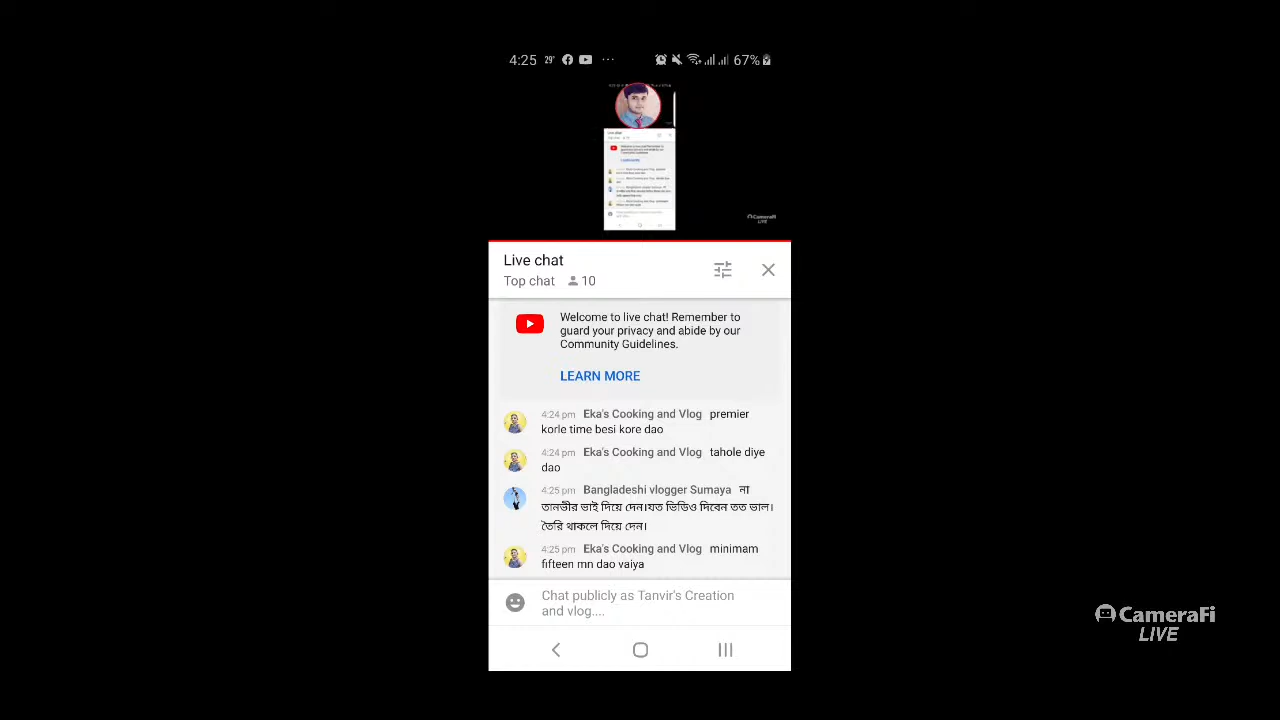 4:25 29° ... 67%
Live chat
Top chat 10
Welcome to live chat! Remember to
guard your privacy and abide by our
Community Guidelines.
LEARN MORE
4:24 pm Eka's Cooking and Vlog premier
korle time besi kore dao
4:24 pm Eka's Cooking and Vlog tahole diye
dao
4:25 pm Bangladeshi vlogger Sumaya না
তানভীর ভাই দিয়ে দেন।যত ভিডিও দিবেন তত ভাল।
তৈরি থাকলে দিয়ে দেন।
4:25 pm Eka's Cooking and Vlog minimam
fifteen mn dao vaiya
Chat publicly as Tanvir's Creation
and vlog....
CameraFi
LIVE
CameraFi
LIVE